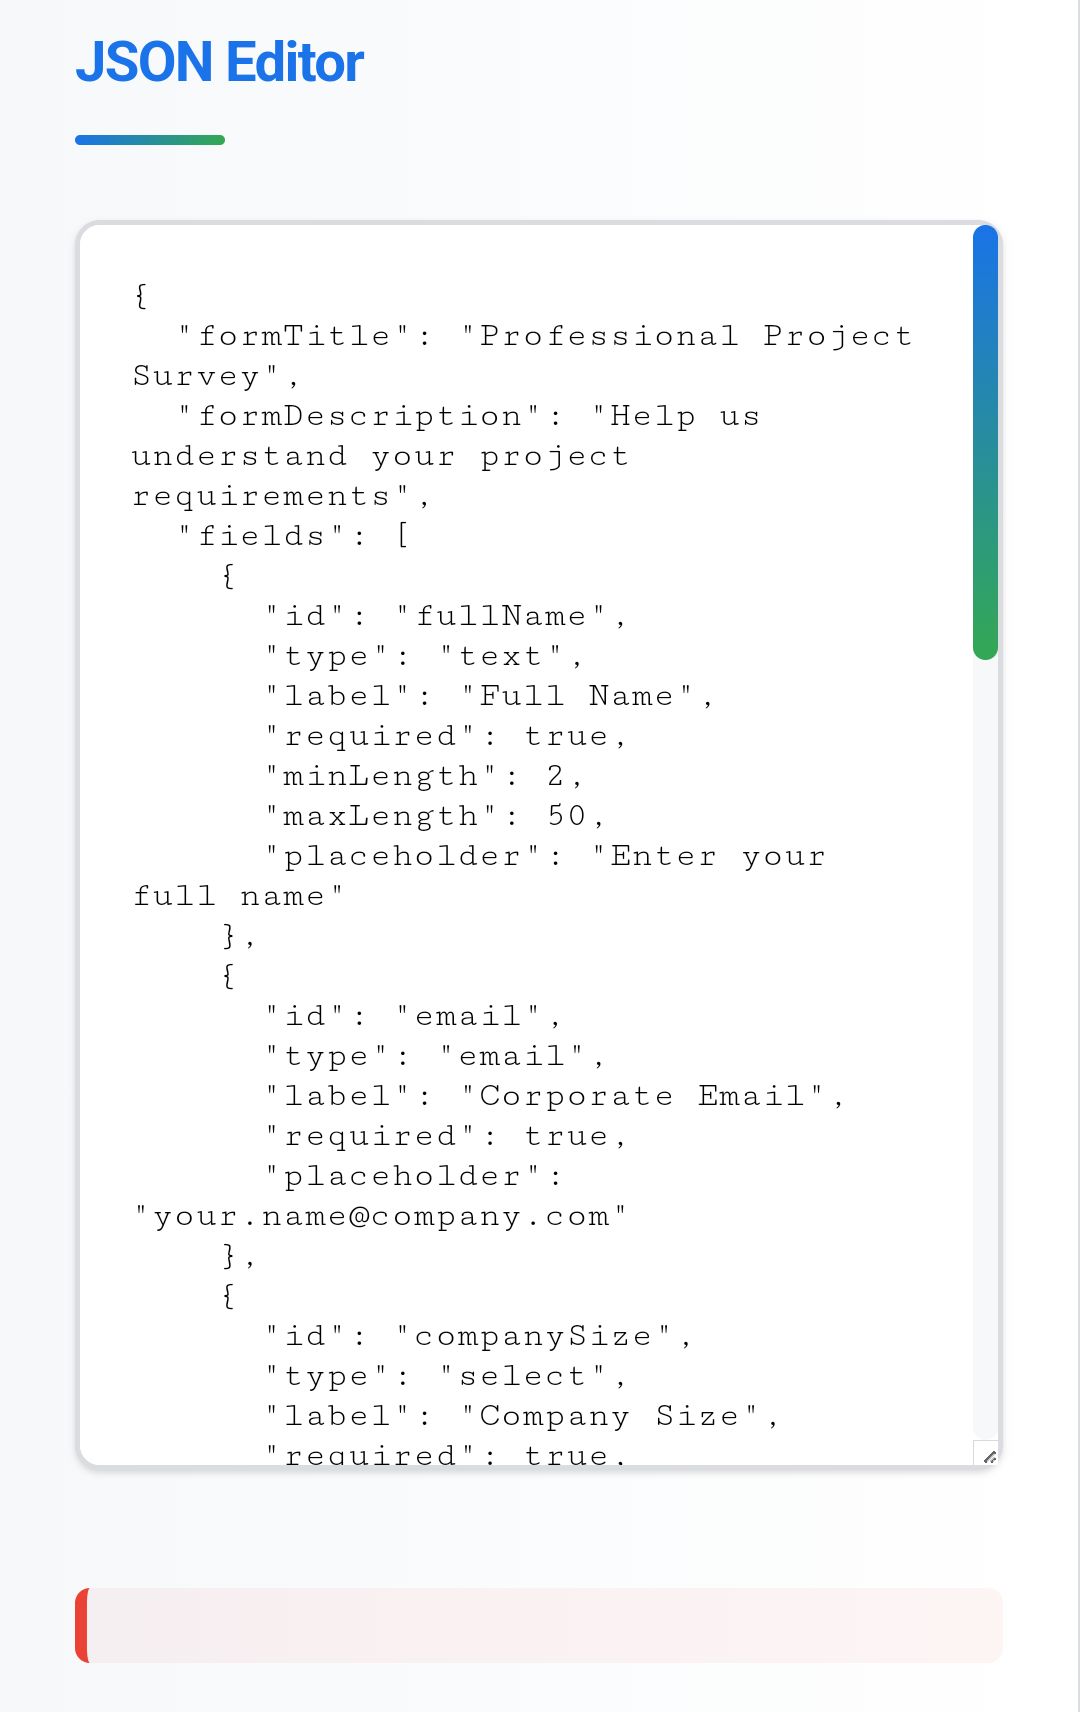 JSON Editor
{
  "formTitle": "Professional Project
Survey",
  "formDescription": "Help us
understand your project
requirements",
  "fields": [
    {
      "id": "fullName",
      "type": "text",
      "label": "Full Name",
      "required": true,
      "minLength": 2,
      "maxLength": 50,
      "placeholder": "Enter your
full name"
    },
    {
      "id": "email",
      "type": "email",
      "label": "Corporate Email",
      "required": true,
      "placeholder":
"your.name@company.com"
    },
    {
      "id": "companySize",
      "type": "select",
      "label": "Company Size",
      "required": true,